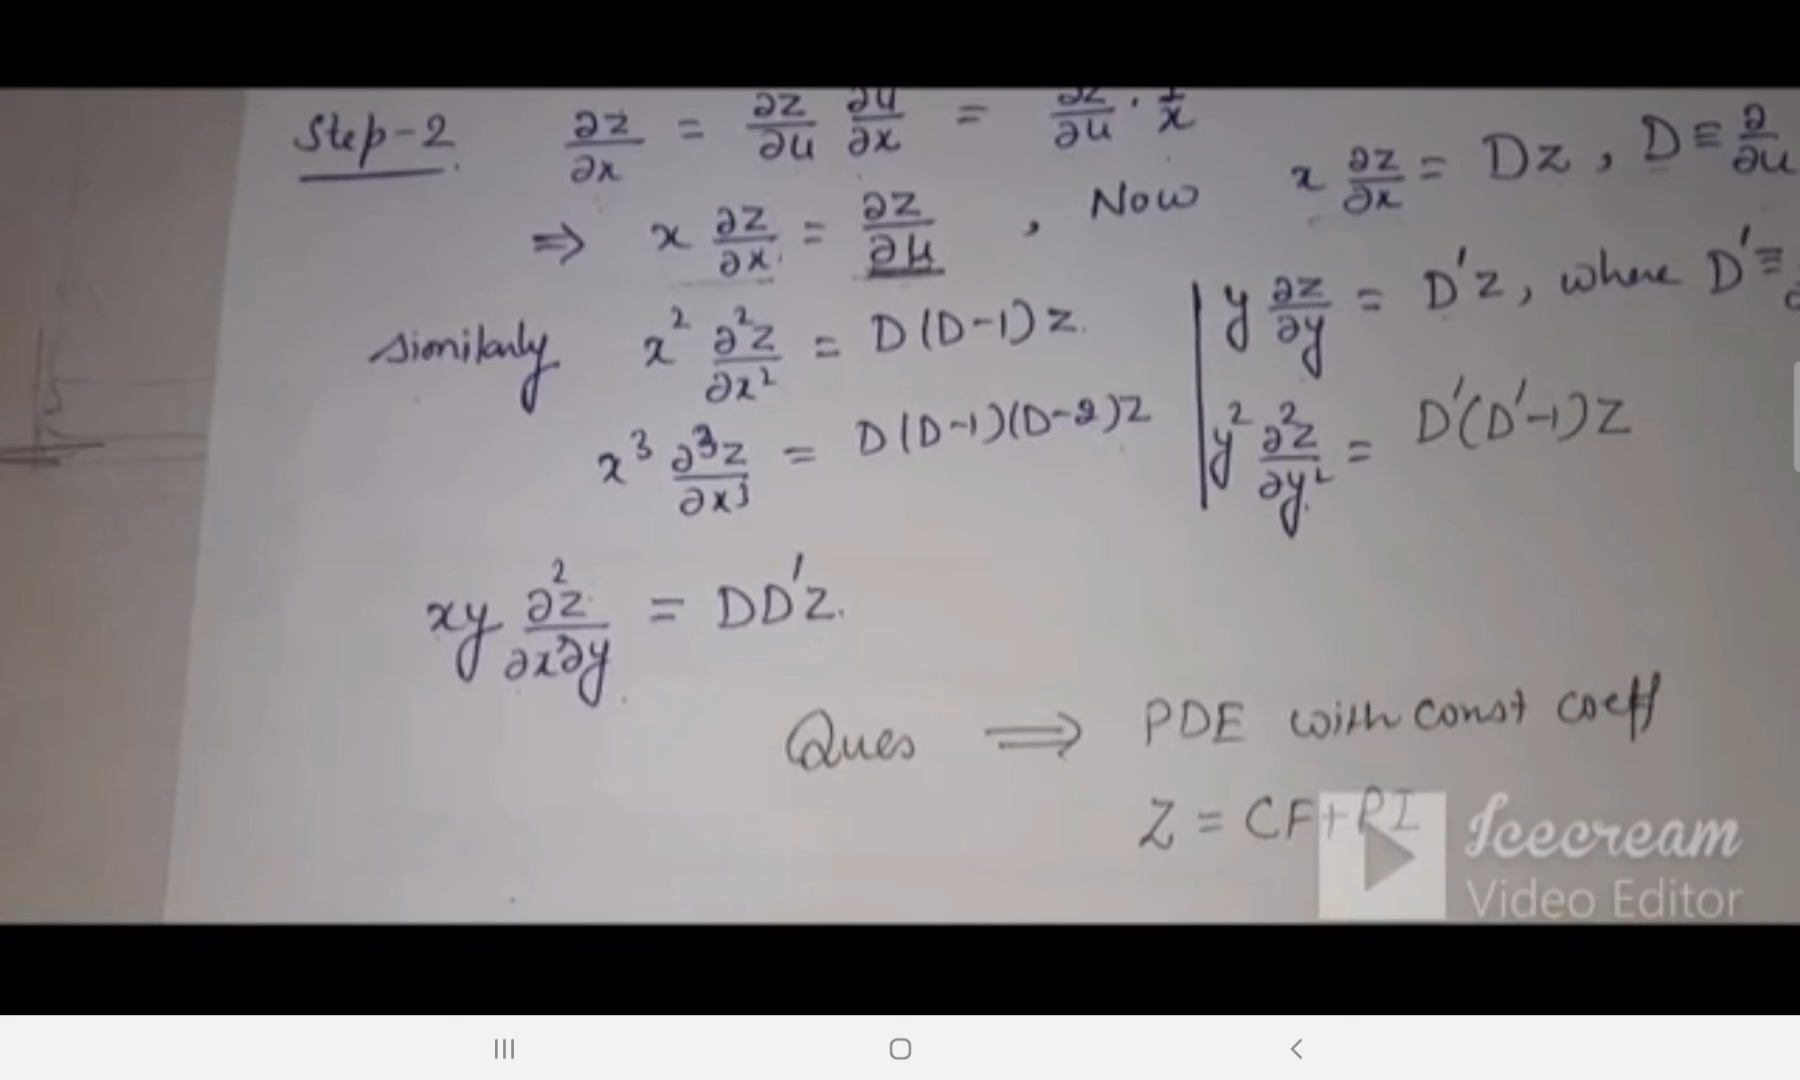 Step-2 ∂z/∂x = ∂z/∂u ∂u/∂x = ∂z/∂u · 1/x
⇒ x ∂z/∂x = ∂z/∂u , Now x ∂z/∂x = Dz , D ≡ ∂/∂u
y ∂z/∂y = D'z, where D' ≡
Similarly x² ∂²z/∂x² = D(D-1)z.
x³ ∂³z/∂x³ = D(D-1)(D-2)z
y² ∂²z/∂y² = D'(D'-1)z
xy ∂²z/∂x∂y = DD'z.
Ques ⇒ PDE with const coeff
Z = CF+PI
Icecream
Video Editor